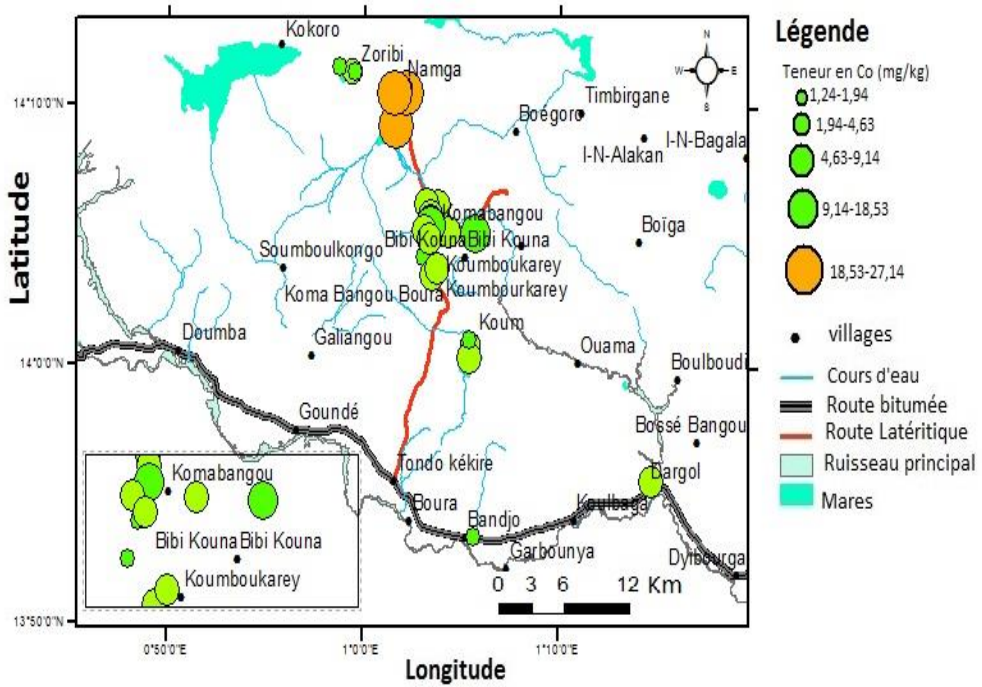 Kokoro
Zoribi
Namga
N
W
E
S
Timbirgane
Boegoro
I-N-Alakan
I-N-Bagala
14°10'0"N
Komabangou
Bibi Kouna
Bibi Kouna
Boïga
Soumboulkongo
Koumboukarey
Koma Bangou Boura
Koumbourkarey
Koum
Doumba
Galiangou
Ouama
Boulboudi
14°0'0"N
Goundé
Bossé Bangou
Tondo kékire
Dargol
Boura
Koulbaga
Bandjo
Garbounya
Dyibourga
Komabangou
Bibi Kouna
Bibi Kouna
Koumboukarey
0 3 6 12 Km
13°50'0"N
0°50'0"E
1°0'0"E
1°10'0"E
Latitude
Longitude
Légende
Teneur en Co (mg/kg)
1,24-1,94
1,94-4,63
4,63-9,14
9,14-18,53
18,53-27,14
villages
Cours d'eau
Route bitumée
Route Latéritique
Ruisseau principal
Mares